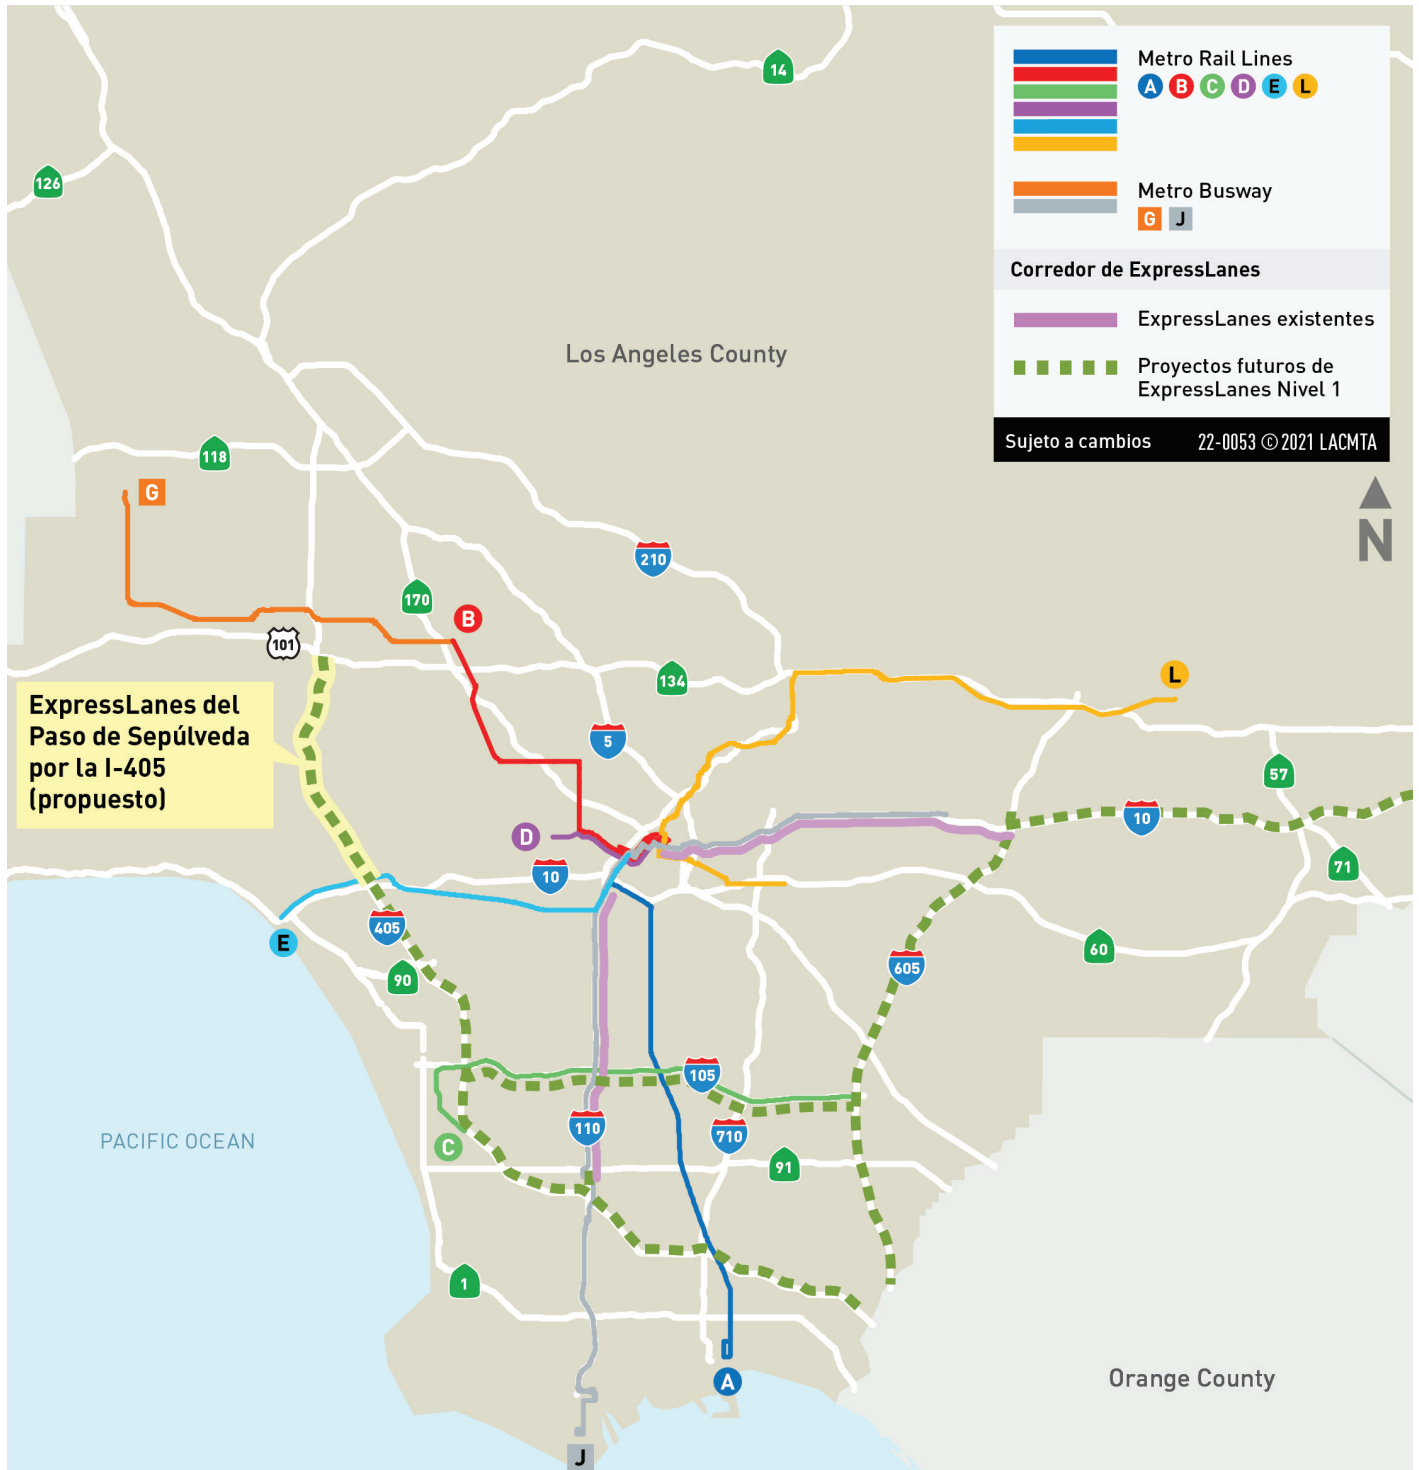 Metro Rail Lines
A B C D E L
Metro Busway
G J
Corredor de ExpressLanes
ExpressLanes existentes
Proyectos futuros de
ExpressLanes Nivel 1
Sujeto a cambios 22-0053 © 2021 LACMTA
N
14
126
Los Angeles County
118
G
210
170
B
101
134
L
ExpressLanes del
Paso de Sepúlveda
por la I-405
(propuesto)
5
57
10
D
71
10
405
E
60
90
605
105
110
710
PACIFIC OCEAN
C
91
1
A
Orange County
J